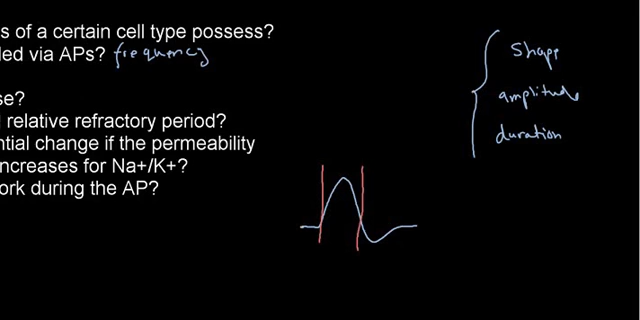 s of a certain cell type possess?
led via APs? frequency
se?
relative refractory period?
ntial change if the permeability
ncreases for Na+/K+?
ork during the AP?
shape
amplitude
duration